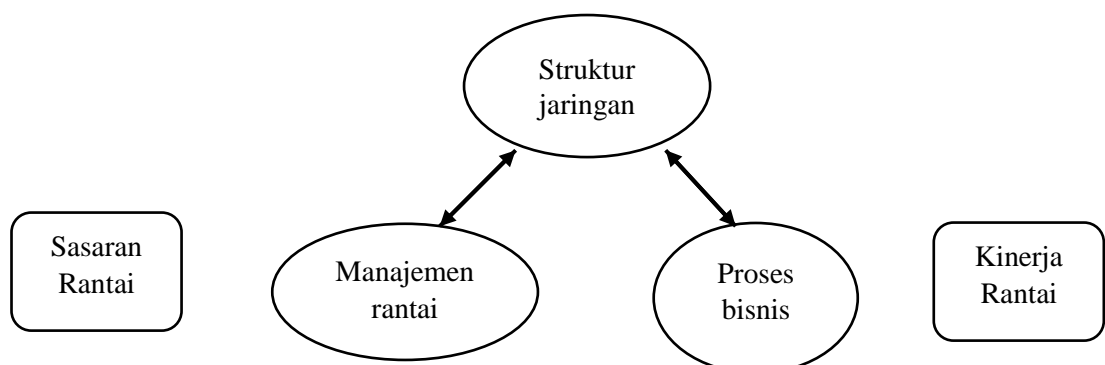 Struktur
jaringan
Sasaran
Rantai
Manajemen
rantai
Proses
bisnis
Kinerja
Rantai